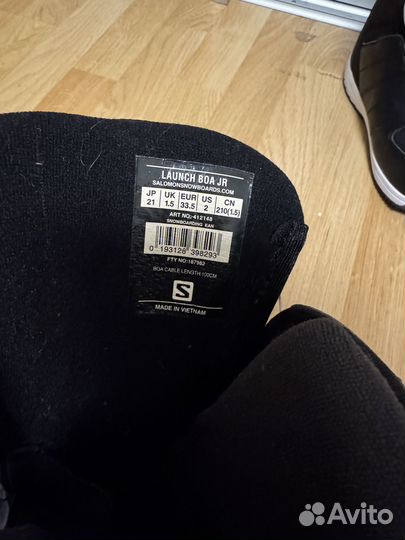 LAUNCH BOA JR
SALOMONSNOWBOARDS.COM
JP UK EUR US CN
21 1.5 33.5 2 210(1.5)
ART NO: 412148
SNOWBOARDING EAN
0 193128 398293
FTY NO: 187982
BOA CABLE LENGTH 100CM
S
MADE IN VIETNAM
Avito